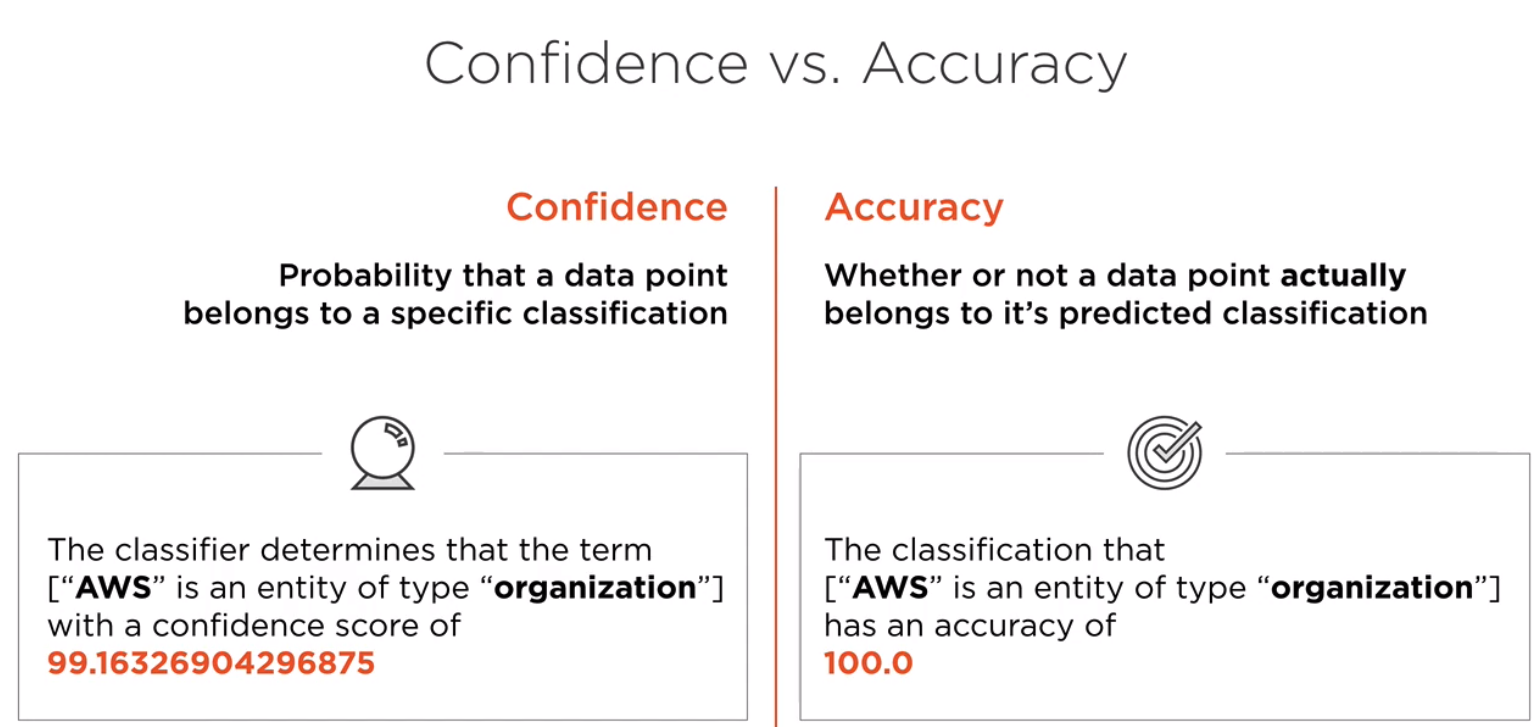 Confidence vs. Accuracy
Confidence
Probability that a data point
belongs to a specific classification
The classifier determines that the term
[“AWS” is an entity of type “organization”]
with a confidence score of
99.16326904296875
Accuracy
Whether or not a data point actually
belongs to it’s predicted classification
The classification that
[“AWS” is an entity of type “organization”]
has an accuracy of
100.0